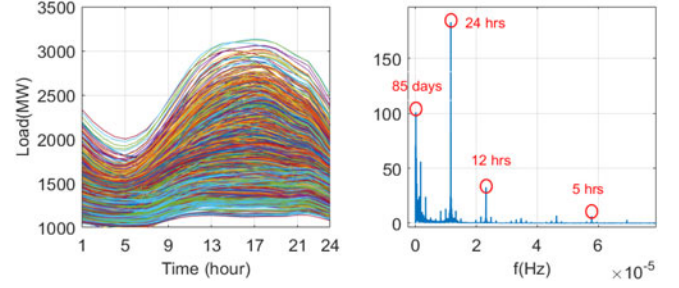 3500
3000
2500
2000
1500
1000
Load(MW)
1 5 9 13 17 21 24
Time (hour)
150
100
50
0
24 hrs
85 days
12 hrs
5 hrs
0 2 4 6
f(Hz)
×10⁻⁵